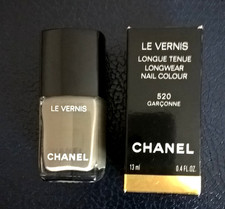 LE VERNIS
CHANEL
LE VERNIS
LONGUE TENUE
LONGWEAR
NAIL COLOUR
520
GARÇONNE
CHANEL
13 ml 0.4 FL. OZ.